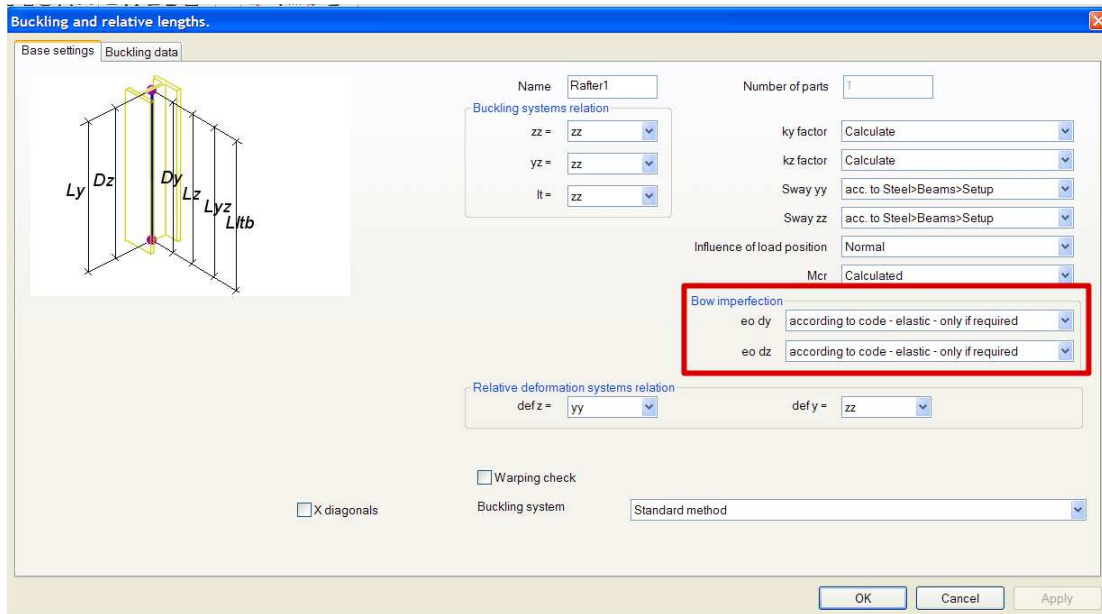 Buckling and relative lengths.
Base settings Buckling data
Name Rafter1 Number of parts 1
Buckling systems relation
zz = zz ky factor Calculate
yz = zz kz factor Calculate
lt = zz Sway yy acc. to Steel>Beams>Setup
Sway zz acc. to Steel>Beams>Setup
Influence of load position Normal
Mcr Calculated
Ly Dz Dy Lz Lyz Lltb
Bow imperfection
eo dy according to code - elastic - only if required
eo dz according to code - elastic - only if required
Relative deformation systems relation
def z = yy def y = zz
Warping check
X diagonals Buckling system Standard method
OK Cancel Apply